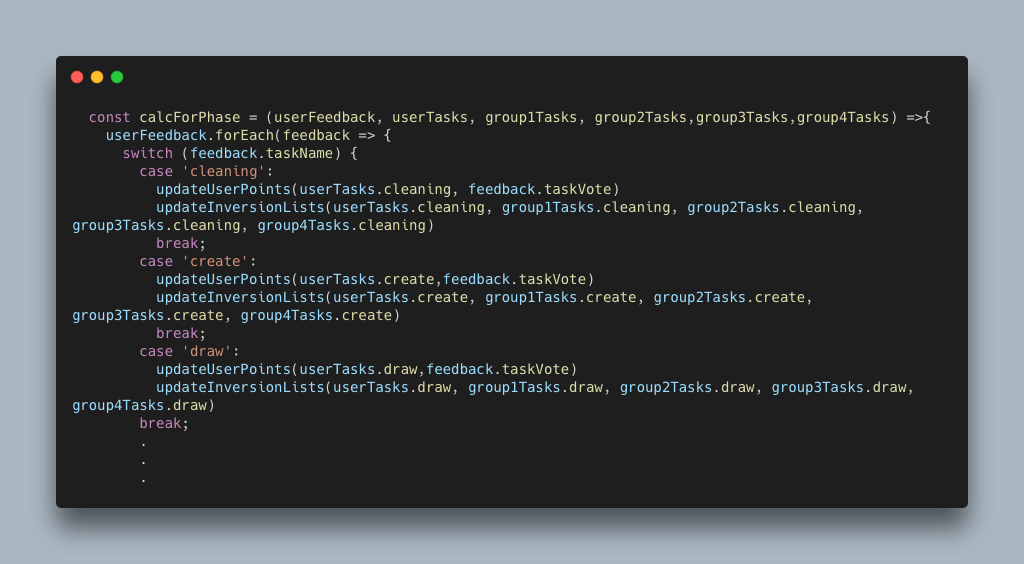 const calcForPhase = (userFeedback, userTasks, group1Tasks, group2Tasks,group3Tasks,group4Tasks) =>{
userFeedback.forEach(feedback => {
switch (feedback.taskName) {
case 'cleaning':
updateUserPoints(userTasks.cleaning, feedback.taskVote)
updateInversionLists(userTasks.cleaning, group1Tasks.cleaning, group2Tasks.cleaning,
group3Tasks.cleaning, group4Tasks.cleaning)
break;
case 'create':
updateUserPoints(userTasks.create,feedback.taskVote)
updateInversionLists(userTasks.create, group1Tasks.create, group2Tasks.create,
group3Tasks.create, group4Tasks.create)
break;
case 'draw':
updateUserPoints(userTasks.draw,feedback.taskVote)
updateInversionLists(userTasks.draw, group1Tasks.draw, group2Tasks.draw, group3Tasks.draw,
group4Tasks.draw)
break;
.
.
.